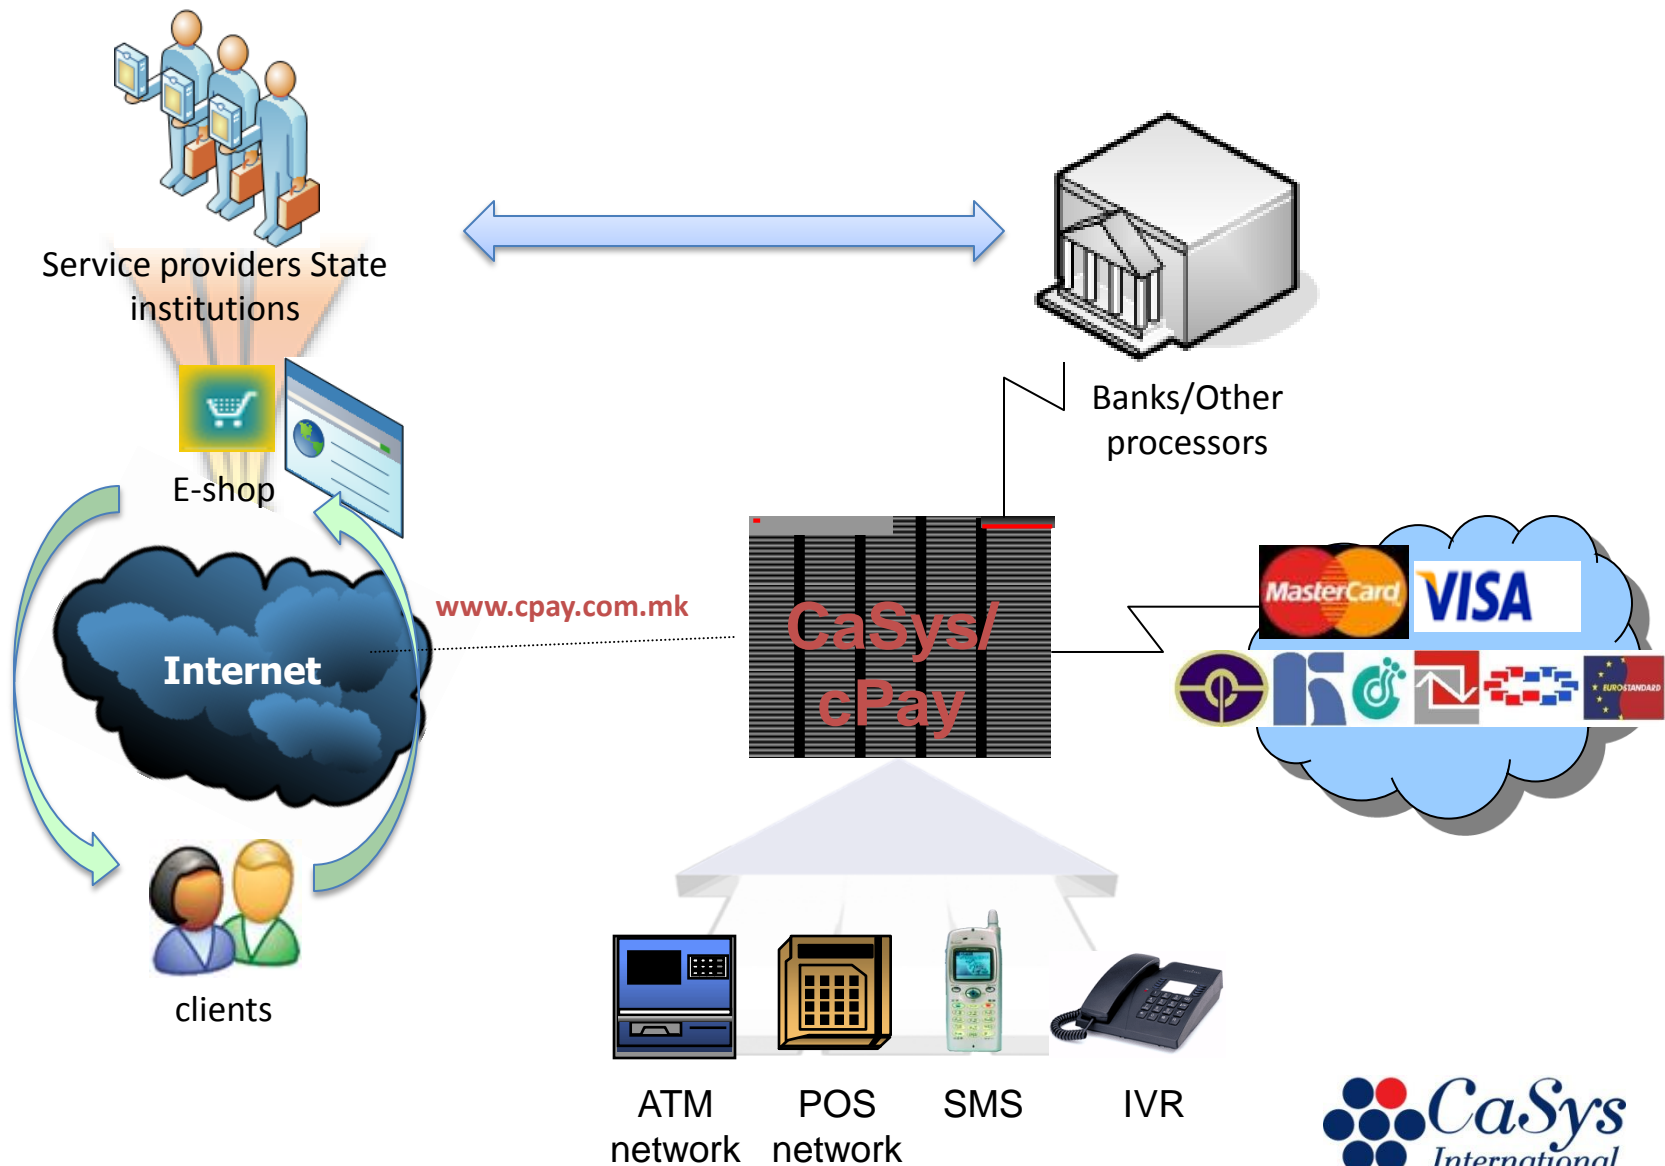 Service providers State
institutions
Banks/Other
processors
E-shop
www.cpay.com.mk
Internet
CaSys/
cPay
MasterCard
VISA
EUROSTANDARD
clients
ATM
network
POS
network
SMS
IVR
CaSys
International